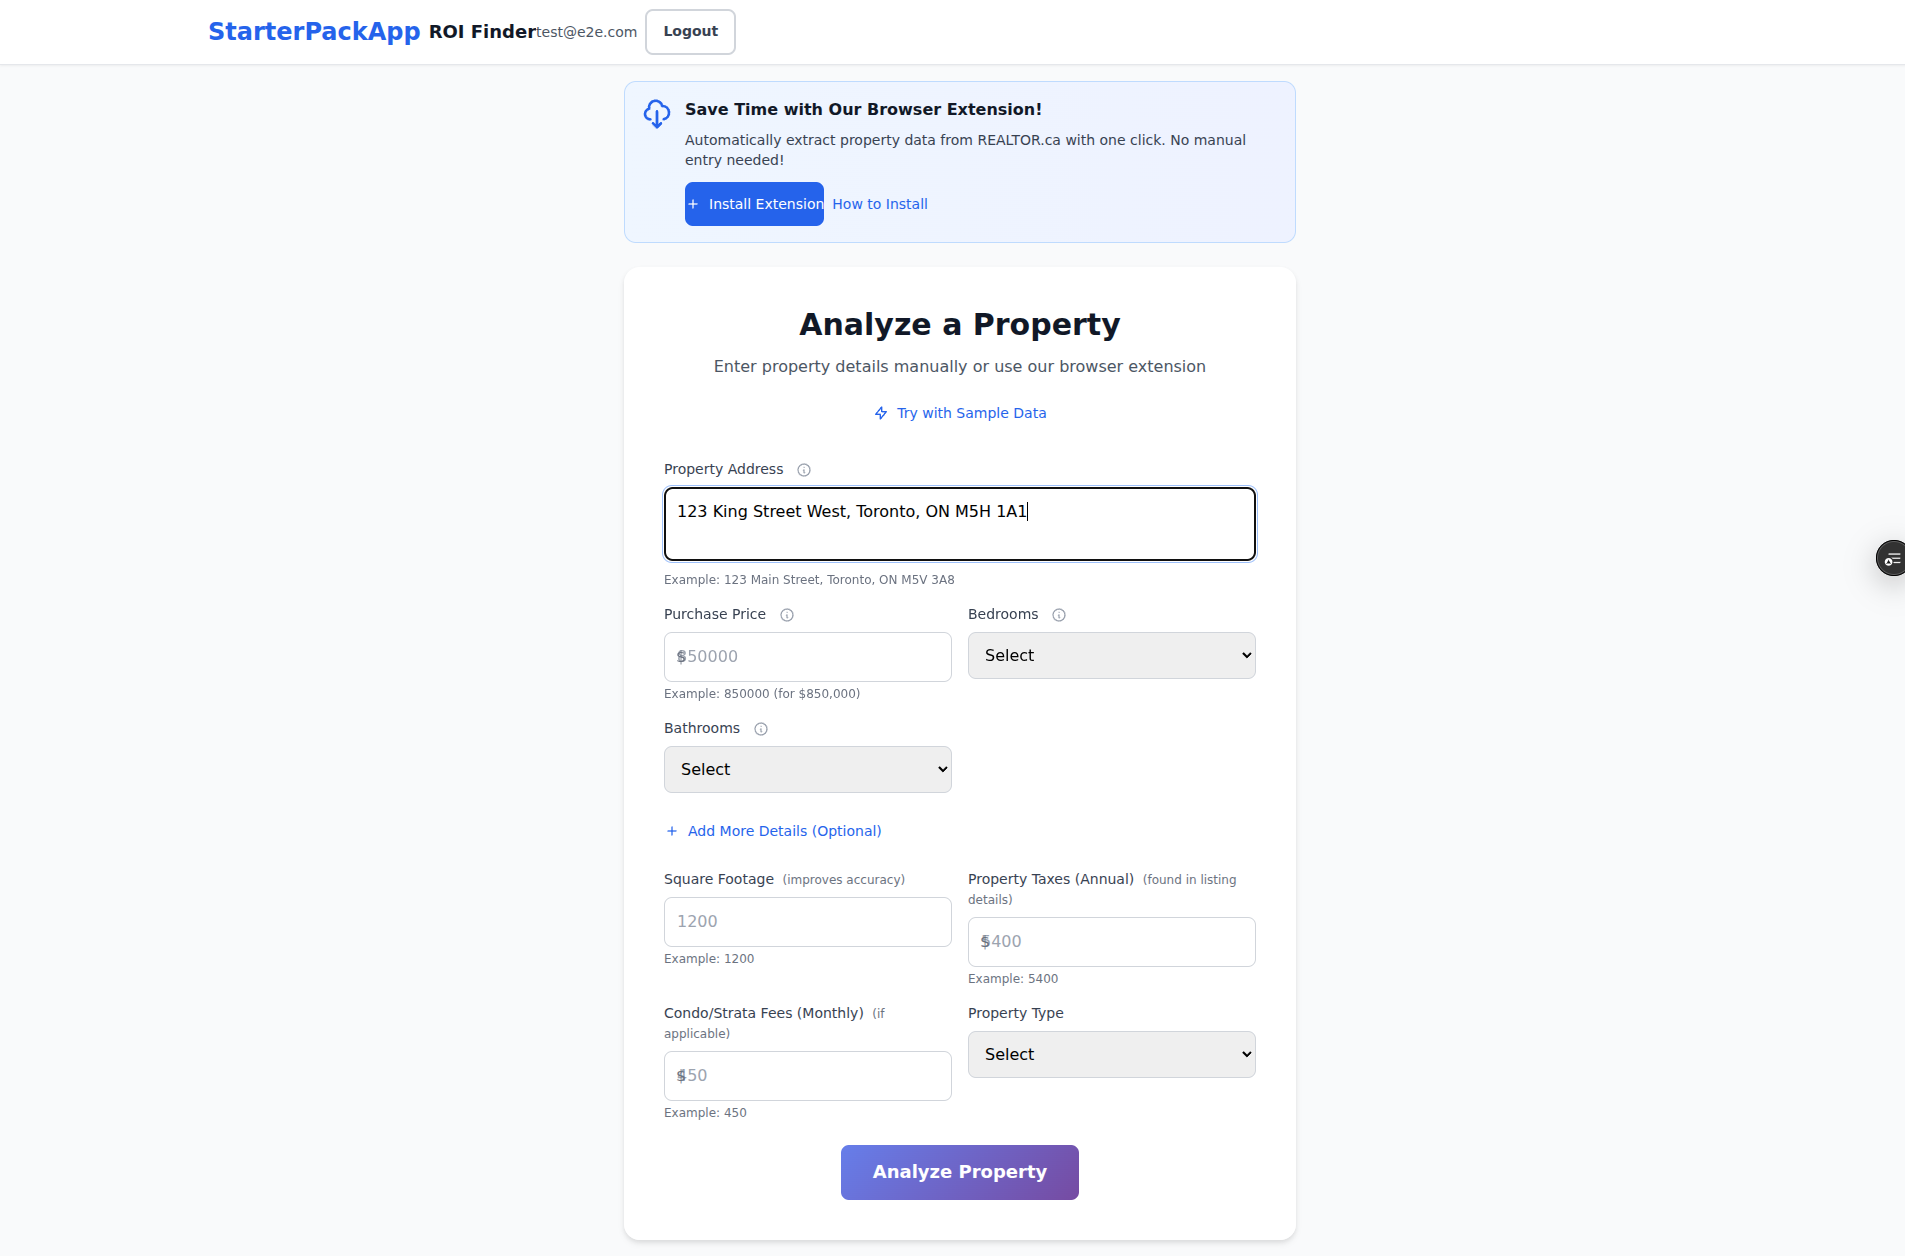 StarterPackApp ROI Finder test@e2e.com Logout
Save Time with Our Browser Extension!
Automatically extract property data from REALTOR.ca with one click. No manual
entry needed!
+ Install Extension How to Install
Analyze a Property
Enter property details manually or use our browser extension
Try with Sample Data
Property Address
123 King Street West, Toronto, ON M5H 1A1
Example: 123 Main Street, Toronto, ON M5V 3A8
Purchase Price
$850000
Example: 850000 (for $850,000)
Bedrooms
Select
Bathrooms
Select
+ Add More Details (Optional)
Square Footage (improves accuracy)
1200
Example: 1200
Property Taxes (Annual) (found in listing
details)
$5400
Example: 5400
Condo/Strata Fees (Monthly) (if
applicable)
$450
Example: 450
Property Type
Select
Analyze Property